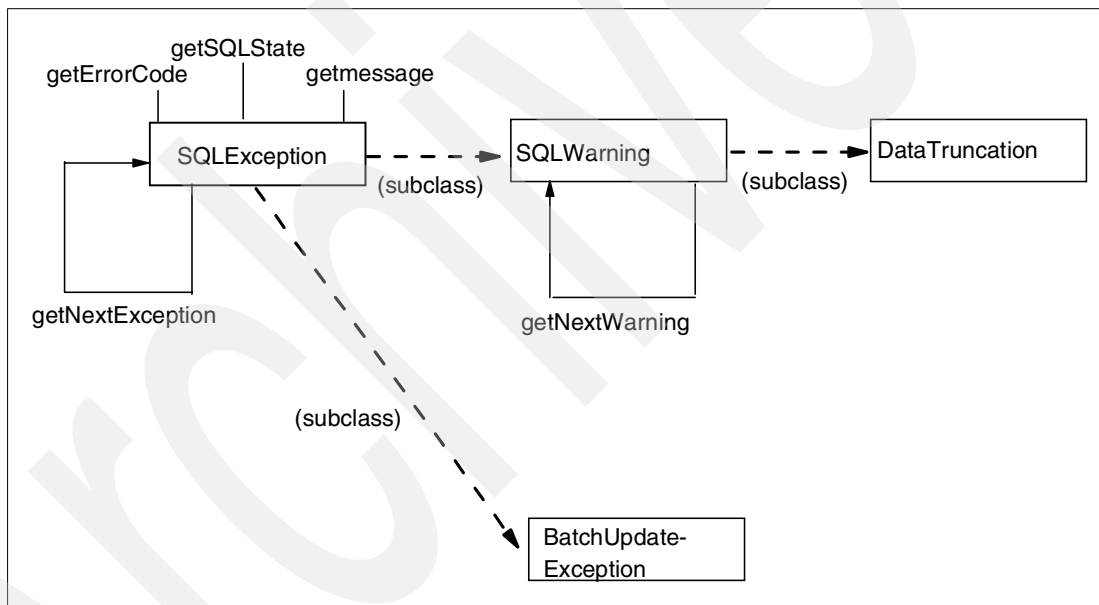 getSQLState
getErrorCode
getmessage
SQLException
SQLWarning
DataTruncation
(subclass)
(subclass)
getNextException
getNextWarning
(subclass)
BatchUpdate-
Exception